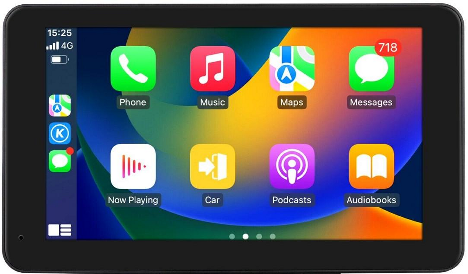 15:25
4G
718
Phone
Music
Maps
Messages
K
Now Playing
Car
Podcasts
Audiobooks